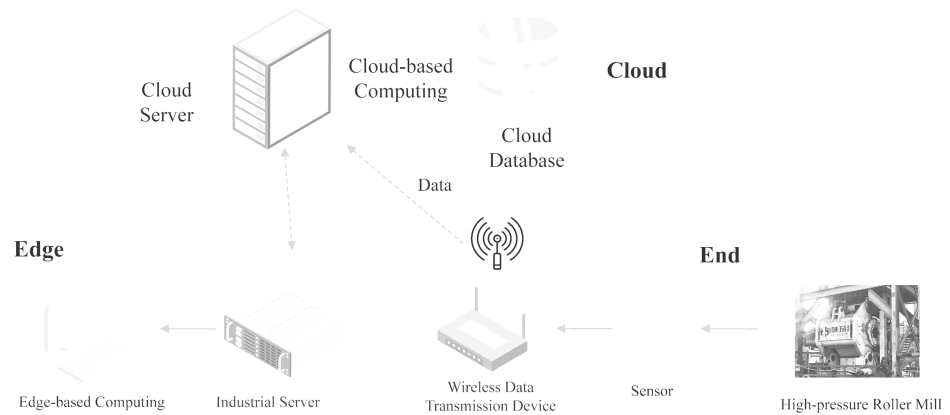 Cloud-based
Computing
Cloud
Cloud
Server
Cloud
Database
Data
Edge
End
Edge-based Computing
Industrial Server
Wireless Data
Transmission Device
Sensor
High-pressure Roller Mill